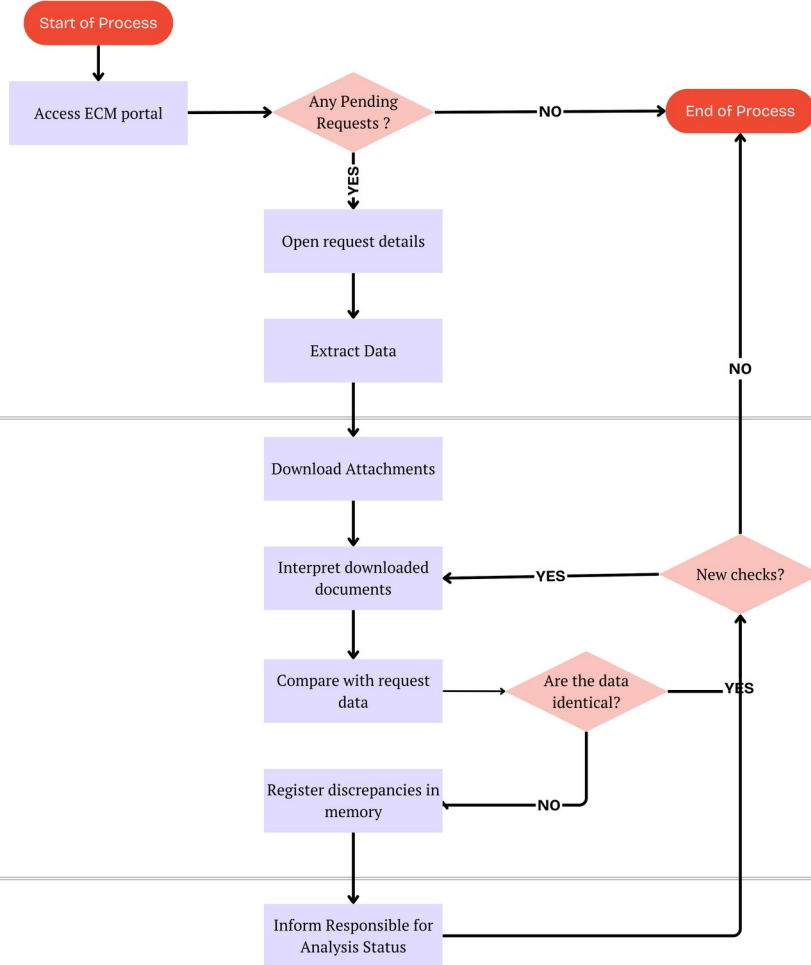 Start of Process
Access ECM portal
Any Pending
Requests ?
NO
End of Process
YES
Open request details
Extract Data
NO
Download Attachments
Interpret downloaded
documents
YES
New checks?
Compare with request
data
Are the data
identical?
YES
Register discrepancies in
memory
NO
Inform Responsible for
Analysis Status